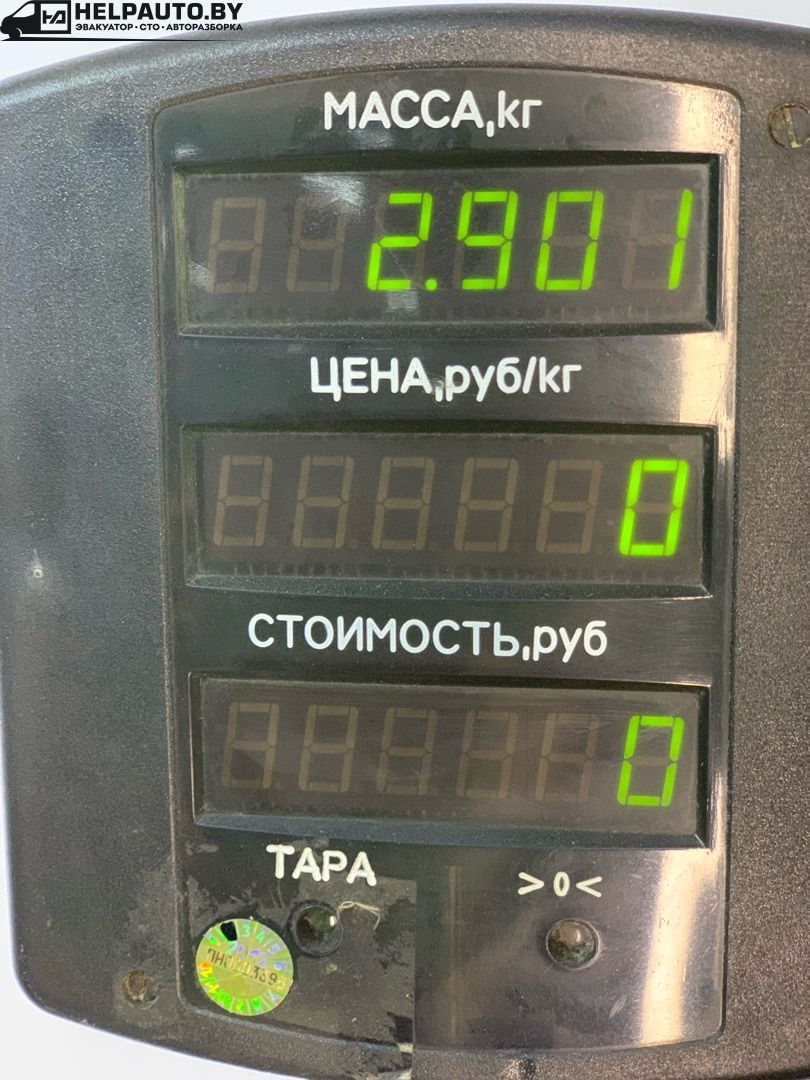 HELPAUTO.BY
ЭВАКУАТОР • СТО • АВТОРАЗБОРКА
МАССА,кг
2.901
ЦЕНА,руб/кг
0
СТОИМОСТЬ,руб
0
ТАРА
>0<